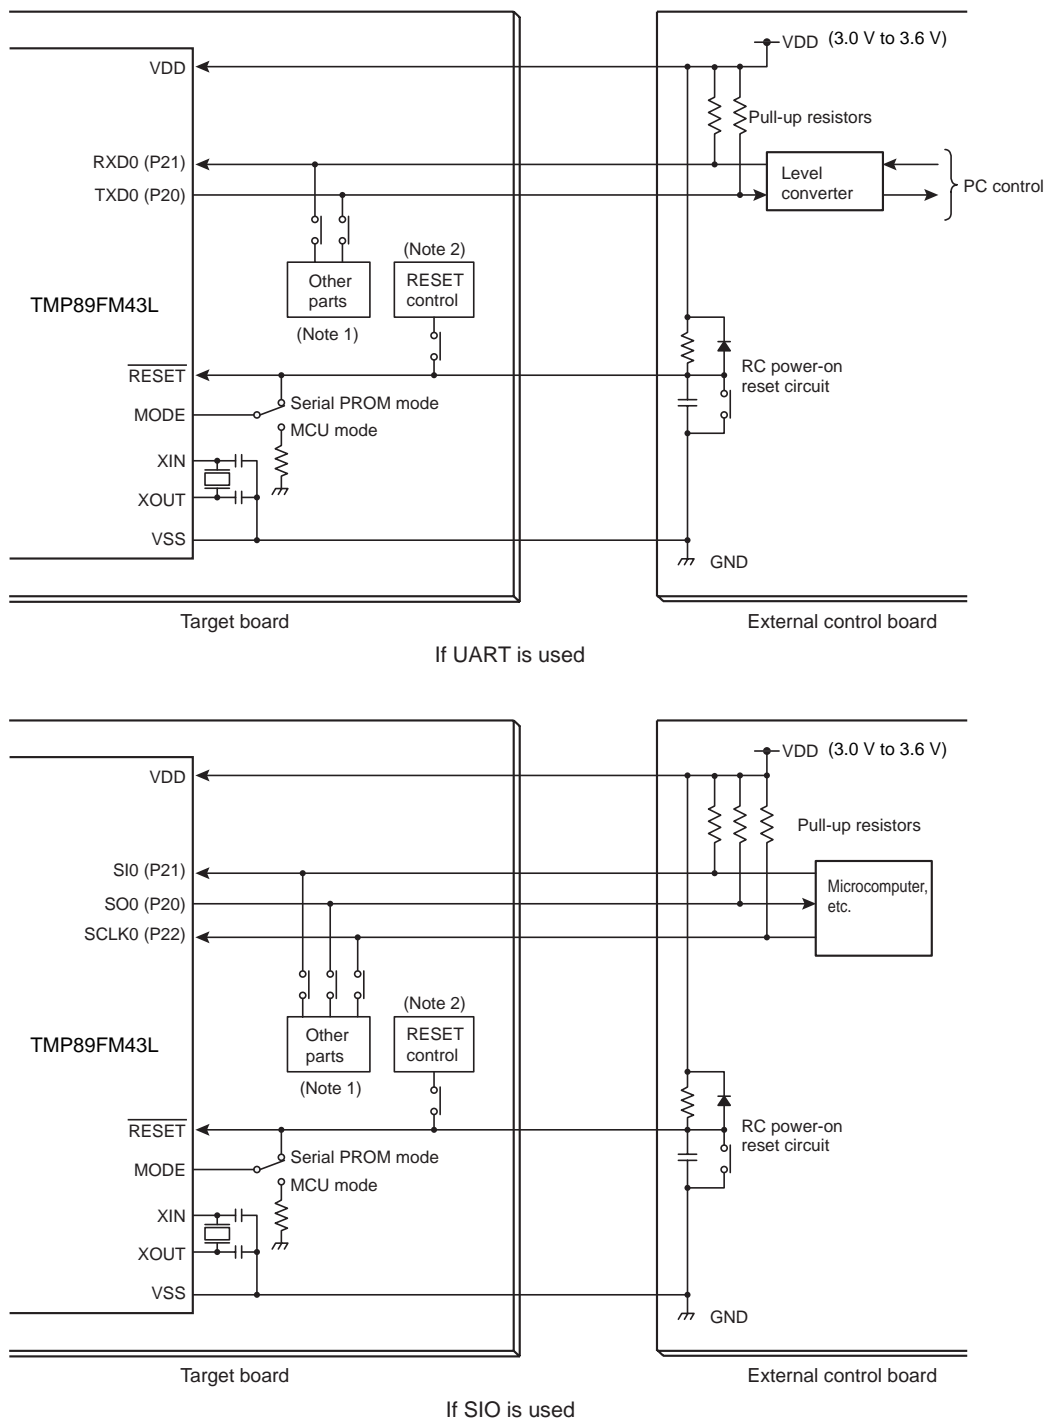 VDD (3.0 V to 3.6 V)
VDD
Pull-up resistors
RXD0 (P21)
TXD0 (P20)
Level
converter
PC control
(Note 2)
Other
parts
RESET
control
TMP89FM43L
(Note 1)
RESET
RC power-on
reset circuit
Serial PROM mode
MODE
MCU mode
XIN
XOUT
VSS
GND
Target board
External control board
If UART is used
VDD (3.0 V to 3.6 V)
VDD
Pull-up resistors
SI0 (P21)
SO0 (P20)
SCLK0 (P22)
Microcomputer,
etc.
(Note 2)
Other
parts
RESET
control
TMP89FM43L
(Note 1)
RESET
RC power-on
reset circuit
Serial PROM mode
MODE
MCU mode
XIN
XOUT
VSS
GND
Target board
External control board
If SIO is used